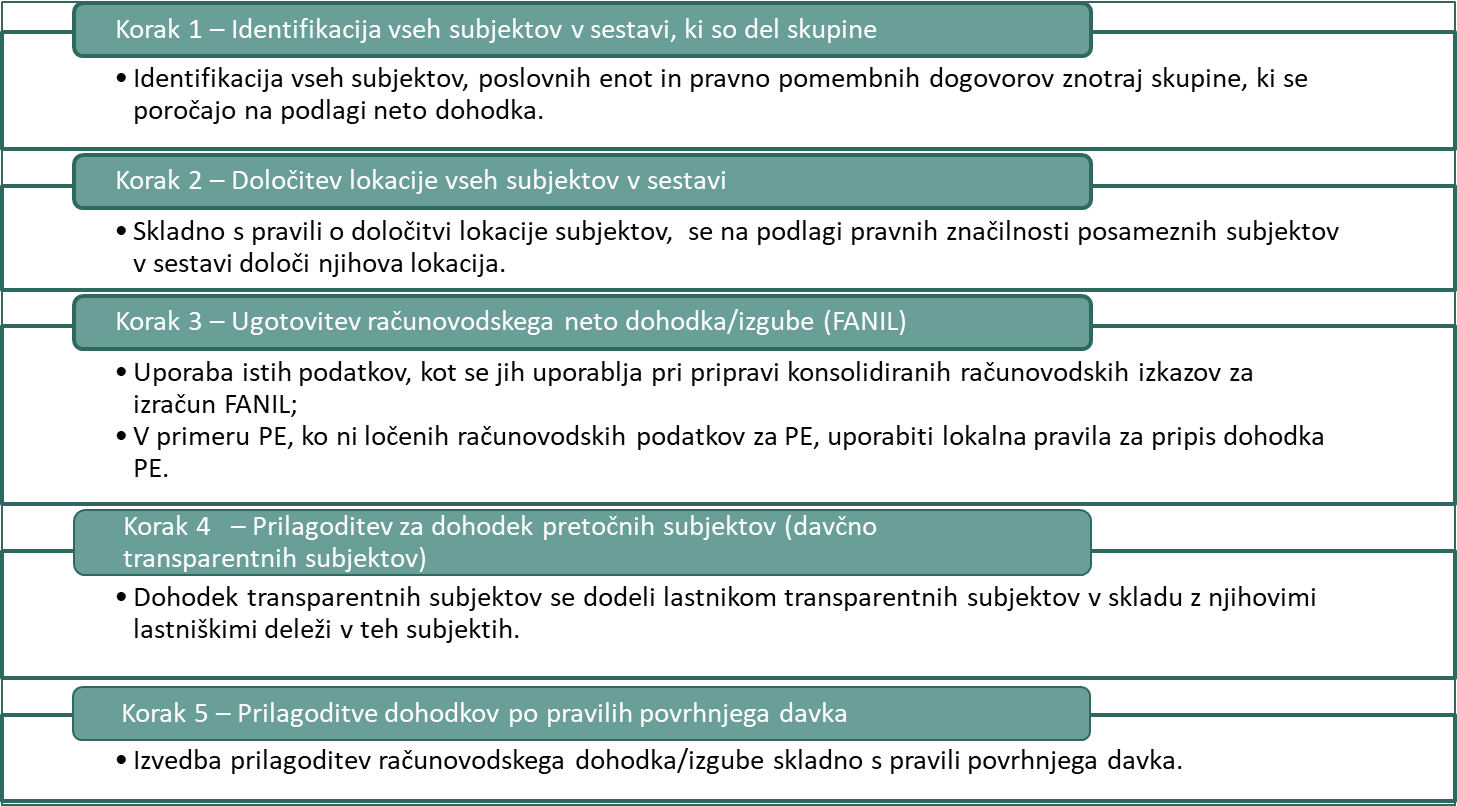 Korak 1 – Identifikacija vseh subjektov v sestavi, ki so del skupine
• Identifikacija vseh subjektov, poslovnih enot in pravno pomembnih dogovorov znotraj skupine, ki se
poročajo na podlagi neto dohodka.
Korak 2 – Določitev lokacije vseh subjektov v sestavi
• Skladno s pravili o določitvi lokacije subjektov,  se na podlagi pravnih značilnosti posameznih subjektov
v sestavi določi njihova lokacija.
Korak 3 – Ugotovitev računovodskega neto dohodka/izgube (FANIL)
• Uporaba istih podatkov, kot se jih uporablja pri pripravi konsolidiranih računovodskih izkazov za
izračun FANIL;
• V primeru PE, ko ni ločenih računovodskih podatkov za PE, uporabiti lokalna pravila za pripis dohodka
PE.
Korak 4   – Prilagoditev za dohodek pretočnih subjektov (davčno
transparentnih subjektov)
• Dohodek transparentnih subjektov se dodeli lastnikom transparentnih subjektov v skladu z njihovimi
lastniškimi deleži v teh subjektih.
Korak 5 – Prilagoditve dohodkov po pravilih povrhnjega davka
• Izvedba prilagoditev računovodskega dohodka/izgube skladno s pravili povrhnjega davka.